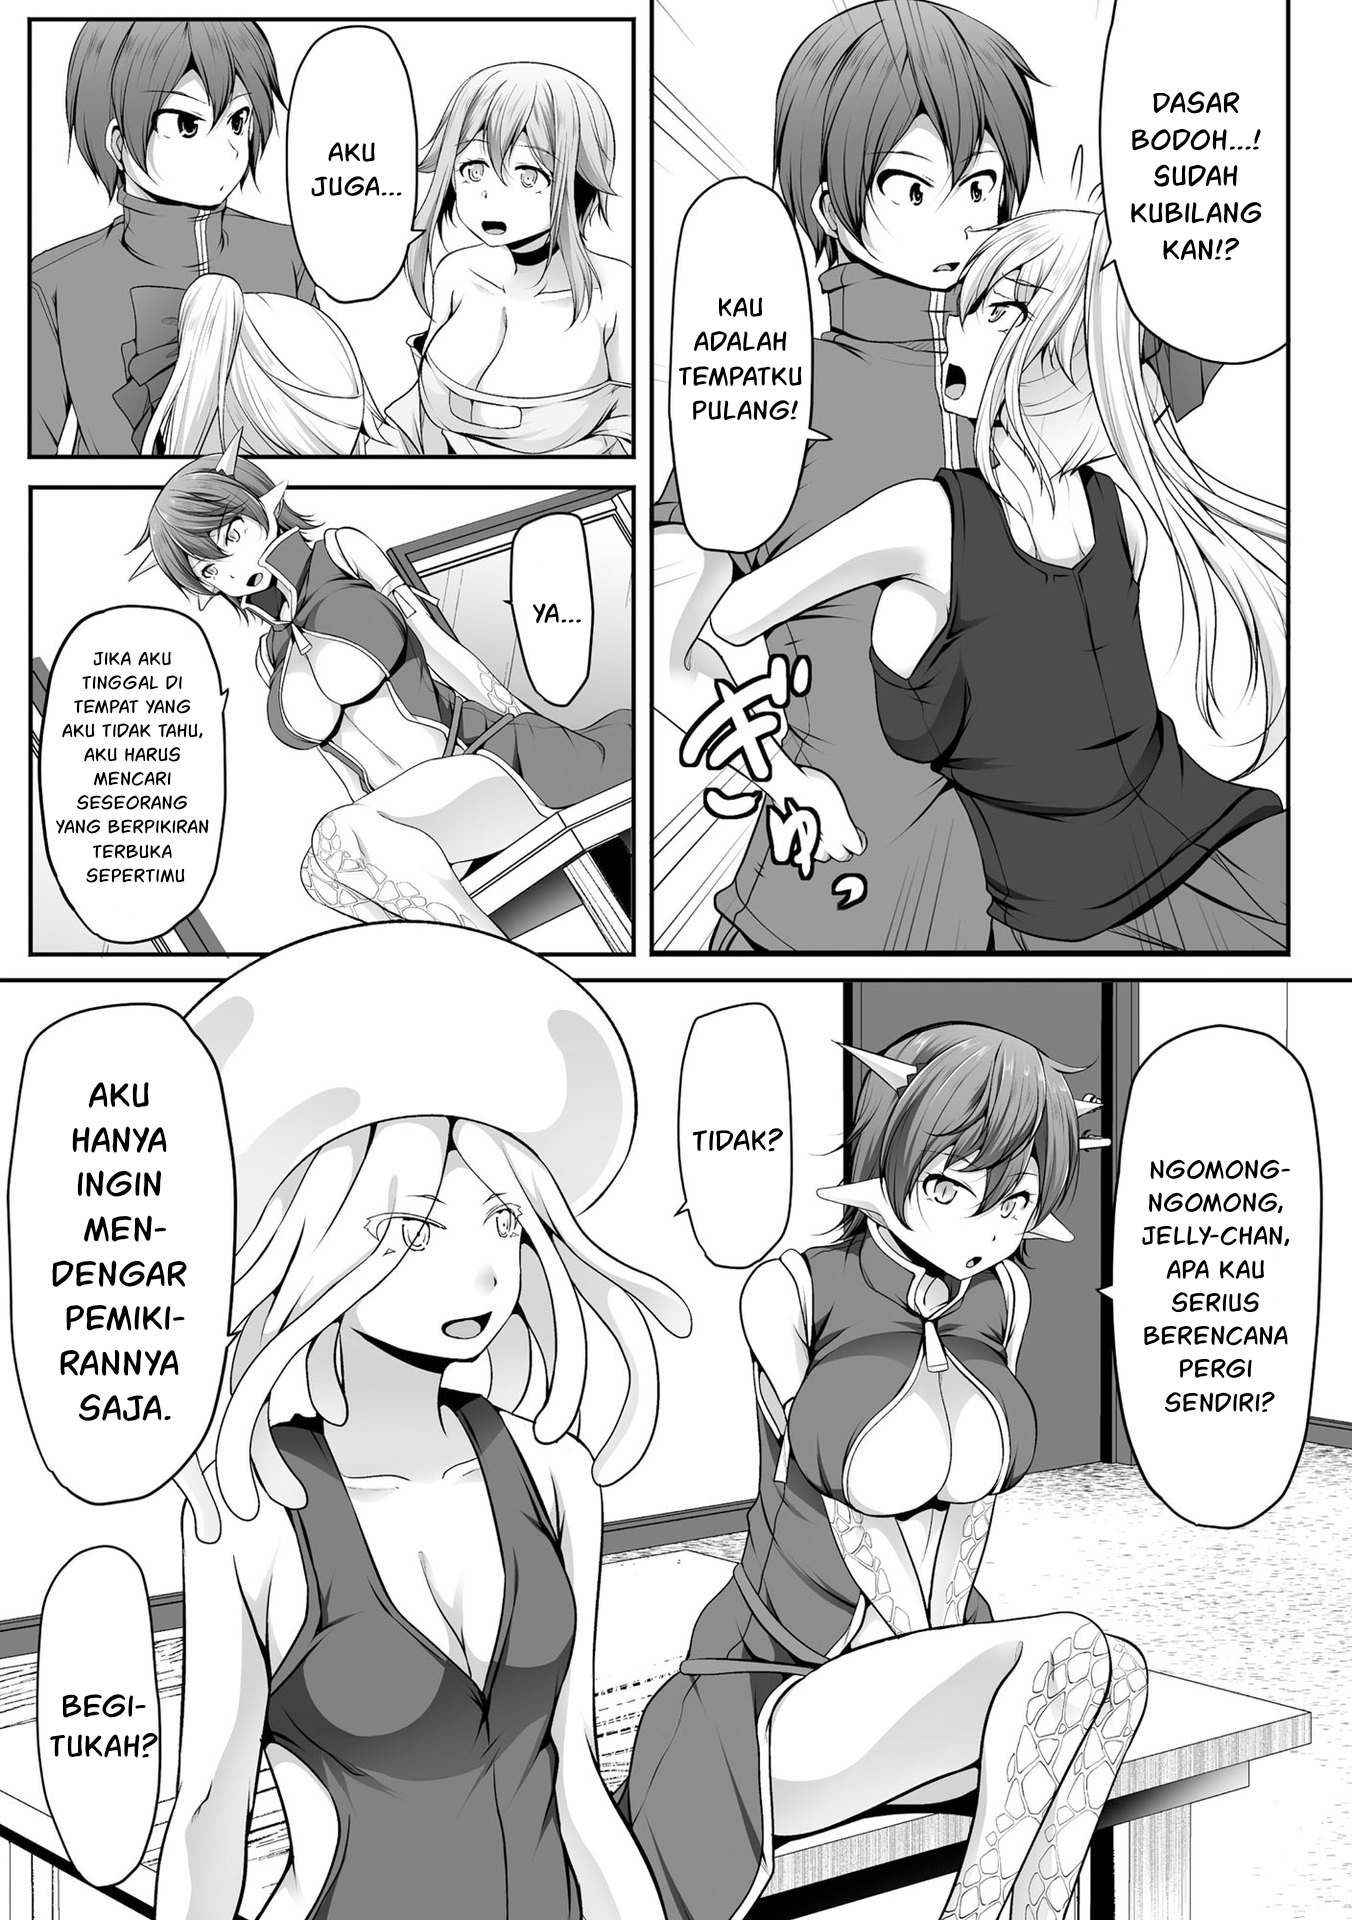 DASAR
BODOH...!
SUDAH
KUBILANG
KAN!?
KAU
ADALAH
TEMPATKU
PULANG!
ぎゅっ
AKU
JUGA...
YA...
JIKA AKU
TINGGAL DI
TEMPAT YANG
AKU TIDAK TAHU,
AKU HARUS
MENCARI
SESEORANG
YANG BERPIKIRAN
TERBUKA
SEPERTIMU
NGOMONG-
NGOMONG,
JELLY-CHAN,
APA KAU
SERIUS
BERENCANA
PERGI
SENDIRI?
TIDAK?
AKU
HANYA
INGIN
MEN-
DENGAR
PEMIKI-
RANNYA
SAJA.
BEGI-
TUKAH?